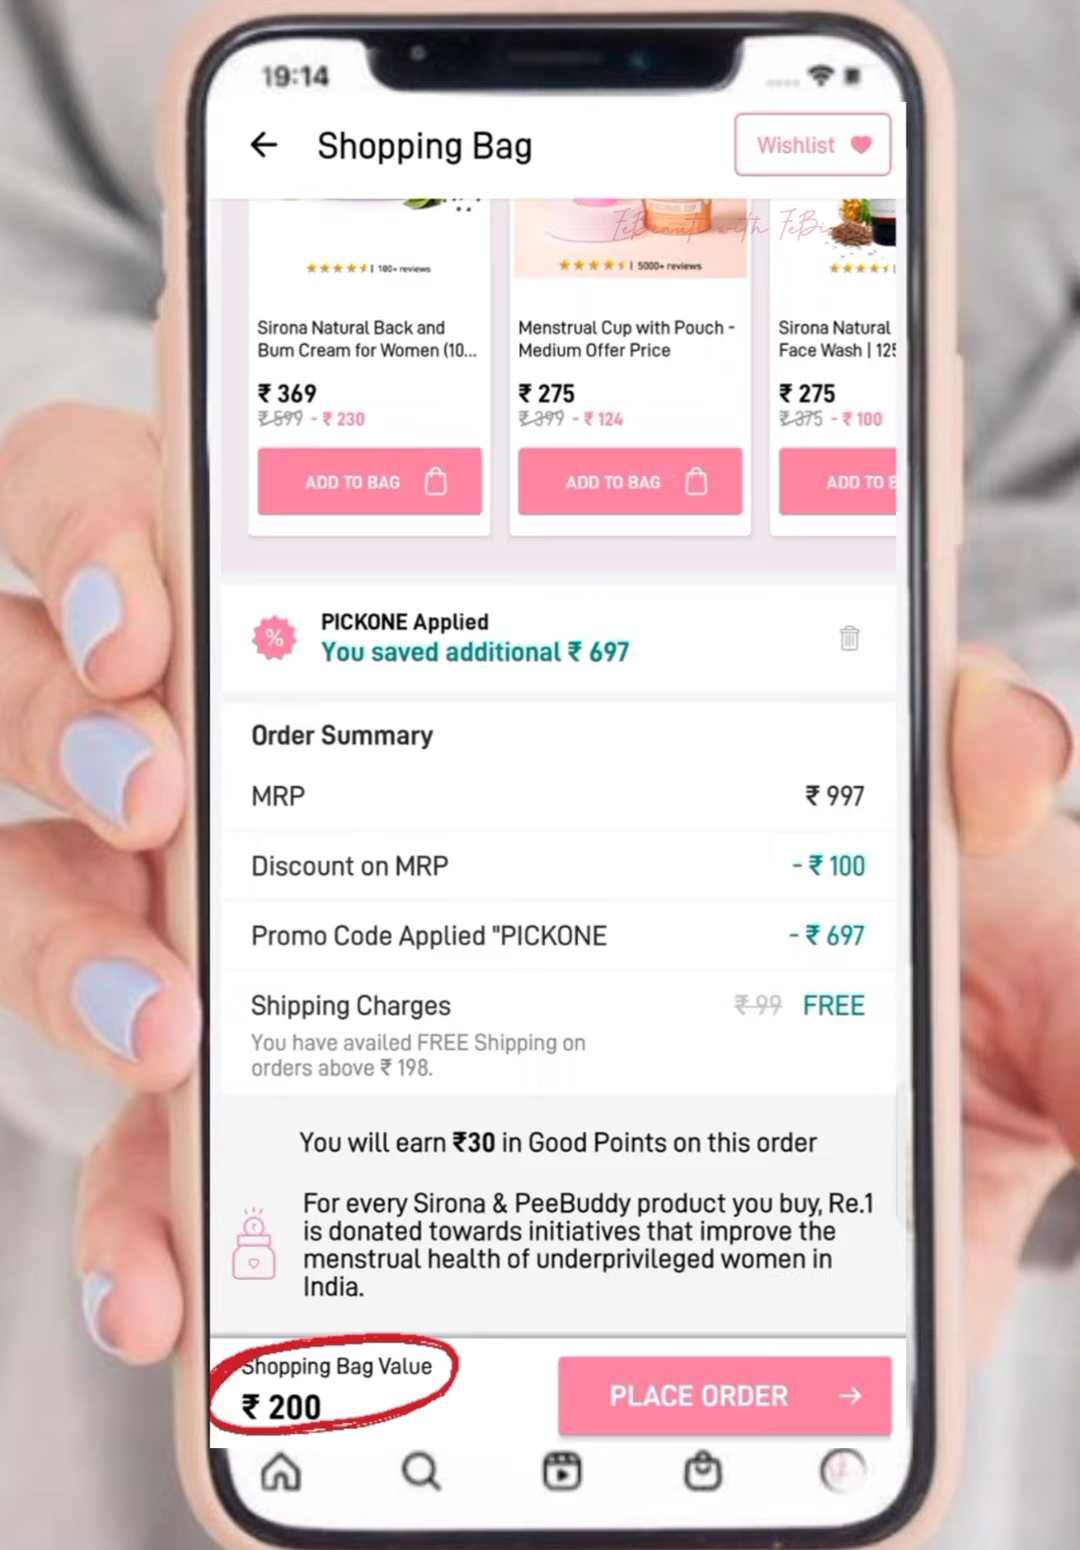 19:14
Shopping Bag
Wishlist
FeBeauty with FeBi
| 100+ reviews
| 5000+ reviews
Sirona Natural Back and
Bum Cream for Women (10...
₹ 369
₹ 599 - ₹ 230
ADD TO BAG
Menstrual Cup with Pouch -
Medium Offer Price
₹ 275
₹ 399 - ₹ 124
ADD TO BAG
Sirona Natural
Face Wash | 125
₹ 275
₹ 375 - ₹ 100
ADD TO B
%
PICKONE Applied
You saved additional ₹ 697
Order Summary
MRP ₹ 997
Discount on MRP - ₹ 100
Promo Code Applied "PICKONE - ₹ 697
Shipping Charges ₹ 99 FREE
You have availed FREE Shipping on
orders above ₹ 198.
You will earn ₹30 in Good Points on this order
For every Sirona & PeeBuddy product you buy, Re.1
is donated towards initiatives that improve the
menstrual health of underprivileged women in
India.
Shopping Bag Value
₹ 200
PLACE ORDER